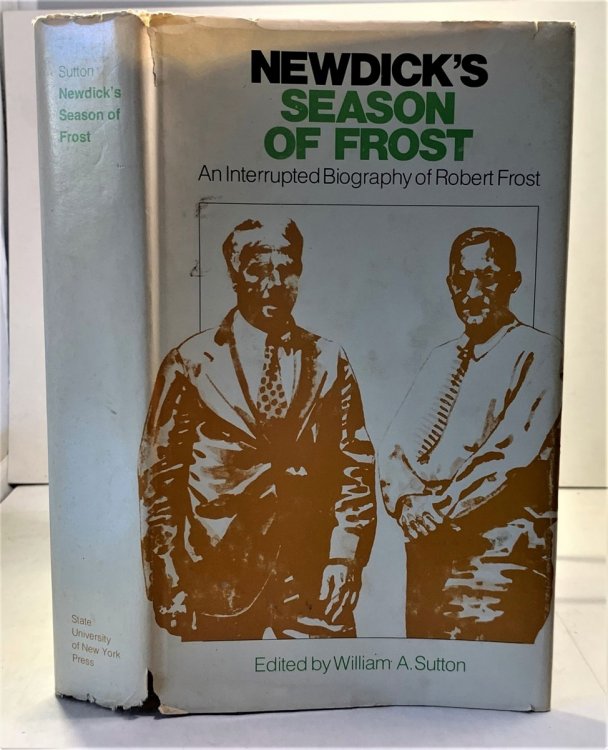 Sutton
Newdick's
Season of
Frost
State
University
of New York
Press
NEWDICK'S
SEASON
OF FROST
An Interrupted Biography of Robert Frost
Edited by William A. Sutton